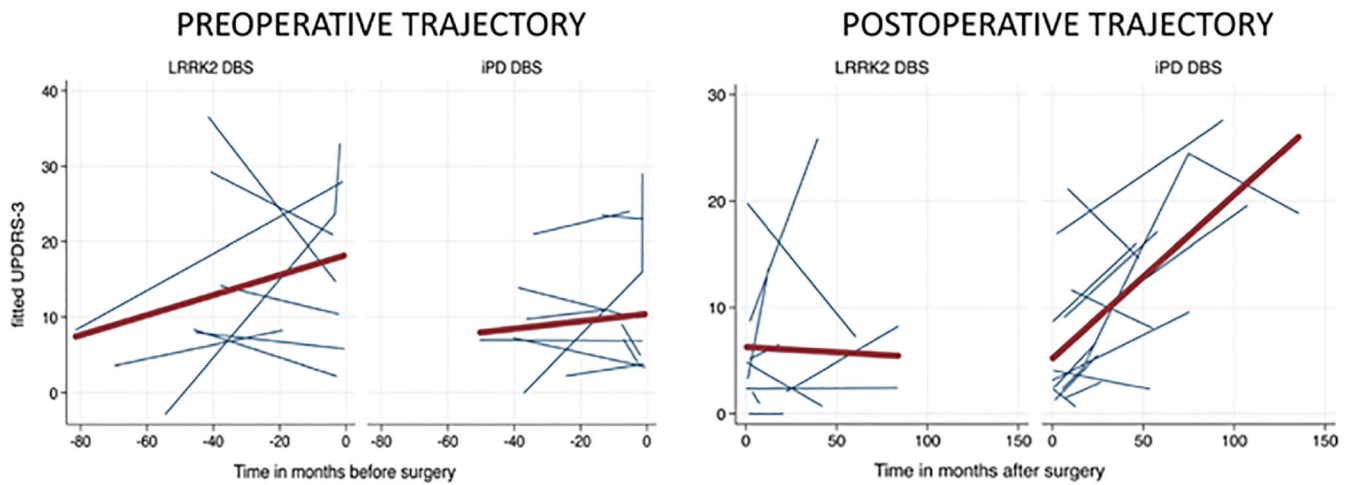 PREOPERATIVE TRAJECTORY
POSTOPERATIVE TRAJECTORY
LRRK2 DBS
iPD DBS
LRRK2 DBS
iPD DBS
fitted UPDRS-3
40
30
20
10
0
30
20
10
0
-80 -60 -40 -20 0
-80 -60 -40 -20 0
0 50 100 150
0 50 100 150
Time in months before surgery
Time in months after surgery